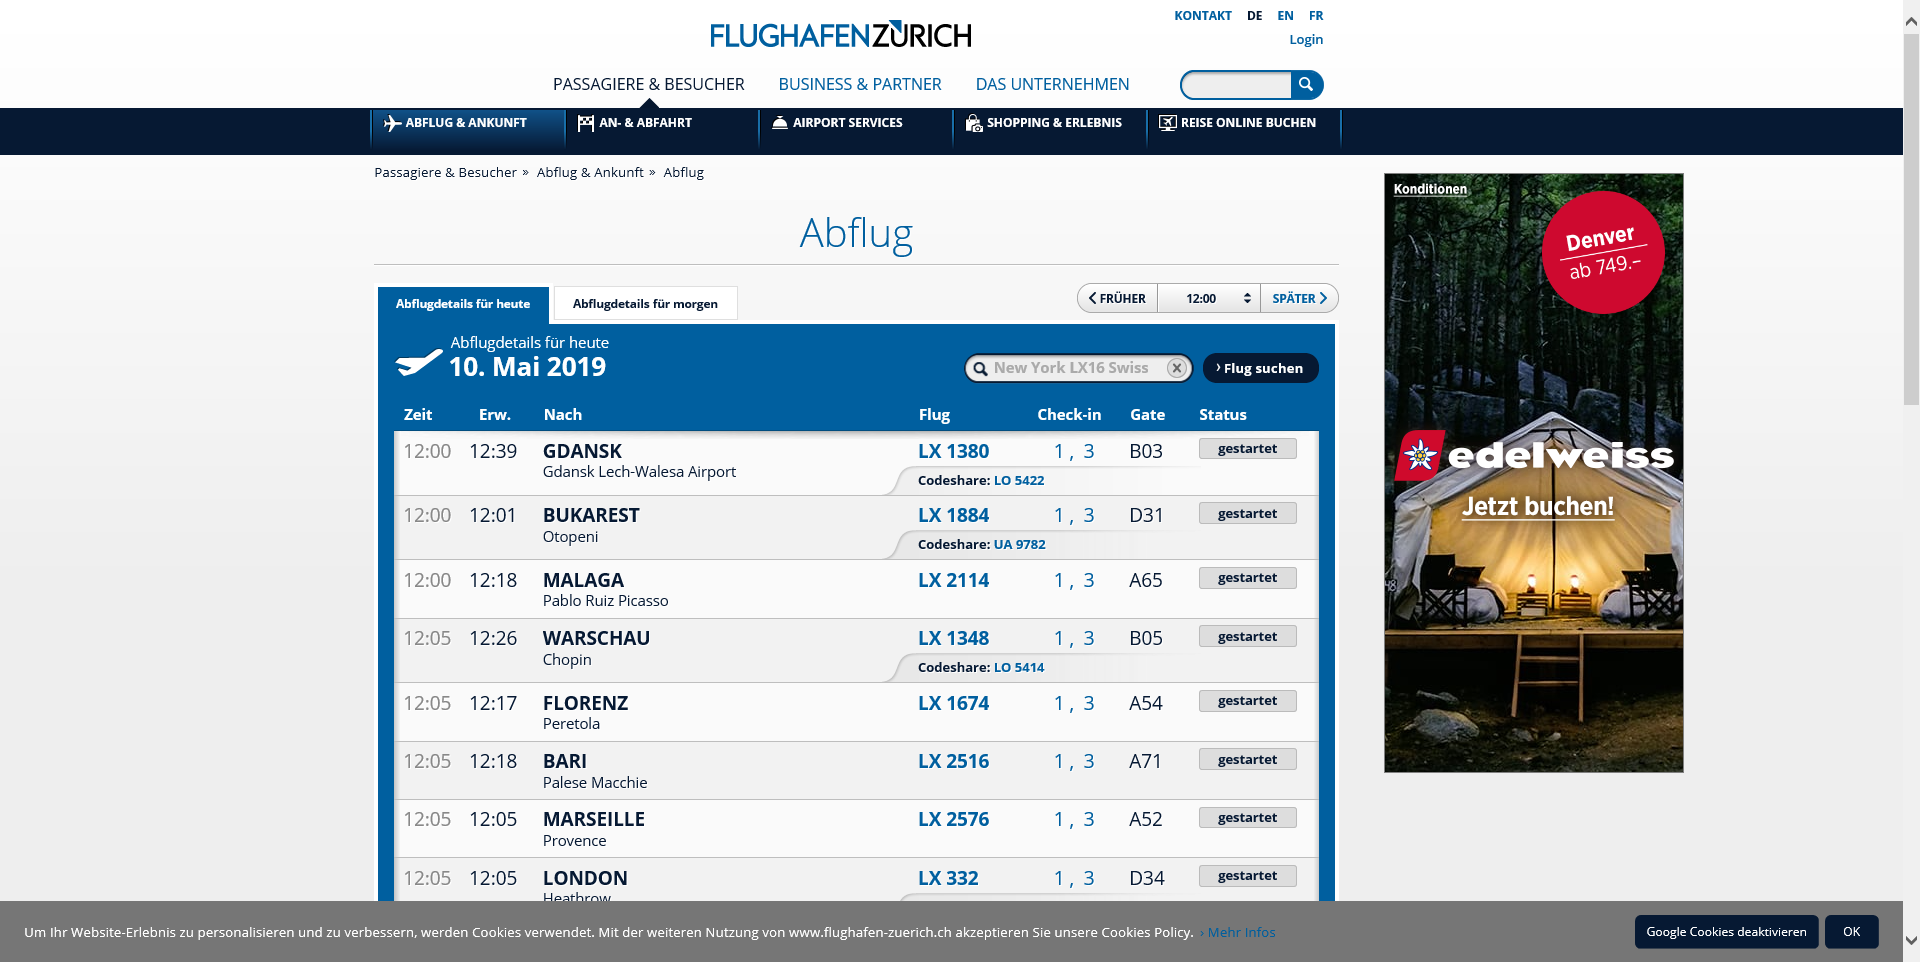 KONTAKT DE EN FR
FLUGHAFEN ZÜRICH
Login
PASSAGIERE & BESUCHER BUSINESS & PARTNER DAS UNTERNEHMEN
ABFLUG & ANKUNFT AN- & ABFAHRT AIRPORT SERVICES SHOPPING & ERLEBNIS REISE ONLINE BUCHEN
Passagiere & Besucher » Abflug & Ankunft » Abflug
Abflug
Abflugdetails für heute Abflugdetails für morgen FRÜHER 12:00 SPÄTER
Abflugdetails für heute
10. Mai 2019
New York LX16 Swiss › Flug suchen
Zeit Erw. Nach Flug Check-in Gate Status
12:00 12:39 GDANSK LX 1380 1 , 3 B03 gestartet
Gdansk Lech-Walesa Airport
Codeshare: LO 5422
12:00 12:01 BUKAREST LX 1884 1 , 3 D31 gestartet
Otopeni
Codeshare: UA 9782
12:00 12:18 MALAGA LX 2114 1 , 3 A65 gestartet
Pablo Ruiz Picasso
12:05 12:26 WARSCHAU LX 1348 1 , 3 B05 gestartet
Chopin
Codeshare: LO 5414
12:05 12:17 FLORENZ LX 1674 1 , 3 A54 gestartet
Peretola
12:05 12:18 BARI LX 2516 1 , 3 A71 gestartet
Palese Macchie
12:05 12:05 MARSEILLE LX 2576 1 , 3 A52 gestartet
Provence
12:05 12:05 LONDON LX 332 1 , 3 D34 gestartet
Heathrow
Konditionen
Denver
ab 749.–
edelweiss
Jetzt buchen!
Um Ihr Website-Erlebnis zu personalisieren und zu verbessern, werden Cookies verwendet. Mit der weiteren Nutzung von www.flughafen-zuerich.ch akzeptieren Sie unsere Cookies Policy. › Mehr Infos
Google Cookies deaktivieren OK